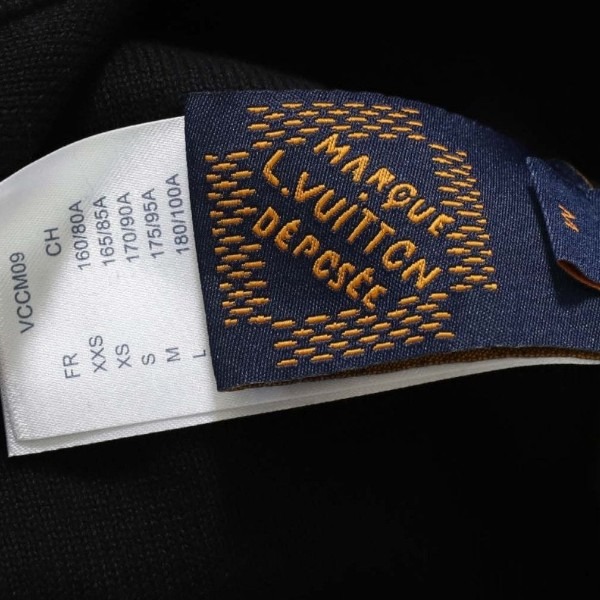 VCCM09
FR CH
XXS 160/80A
XS 165/85A
S 170/90A
M 175/95A
L 180/100A
MARQUE
L.VUITTON
DÉPOSÉE
M